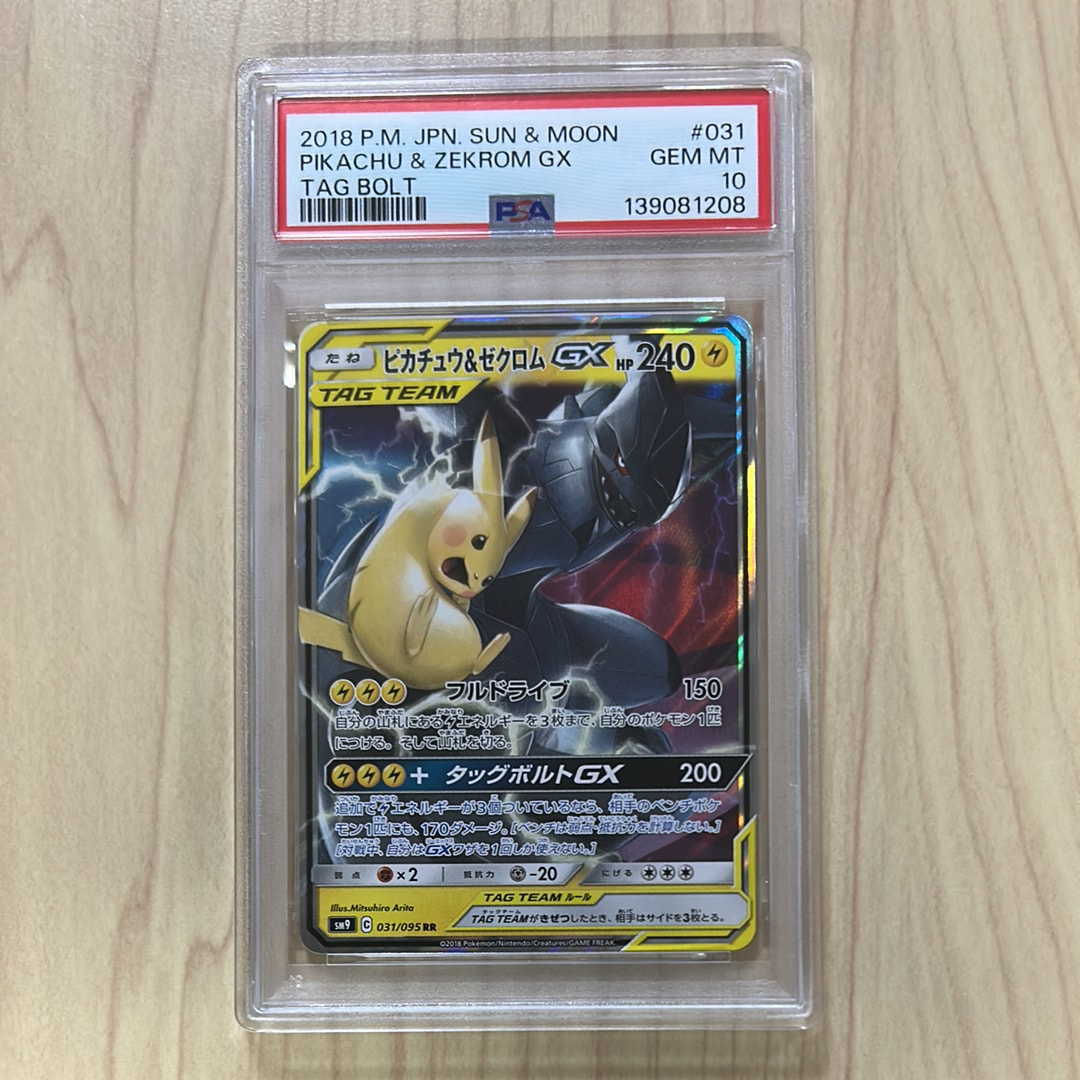 2018 P.M. JPN. SUN & MOON #031
PIKACHU & ZEKROM GX GEM MT
TAG BOLT 10
PSA 139081208
たね ピカチュウ&ゼクロムGX HP240
TAG TEAM
フルドライブ 150
自分の山札にあるエネルギーを3枚まで、自分のポケモン1匹
につける。そして山札を切る。
+ タッグボルトGX 200
追加でエネルギーが3個ついているなら、相手のベンチポケ
モン1匹にも、170ダメージ。[ベンチは弱点・抵抗力を計算しない。]
[対戦中、自分はGXワザを1回しか使えない。]
弱点 ×2 抵抗力 -20 にげる
TAG TEAM ルール
TAG TEAMがきぜつしたとき、相手はサイドを3枚とる。
Illus.Mitsuhiro Arita
SM9 C 031/095 RR
©2018 Pokémon/Nintendo/Creatures/GAME FREAK.